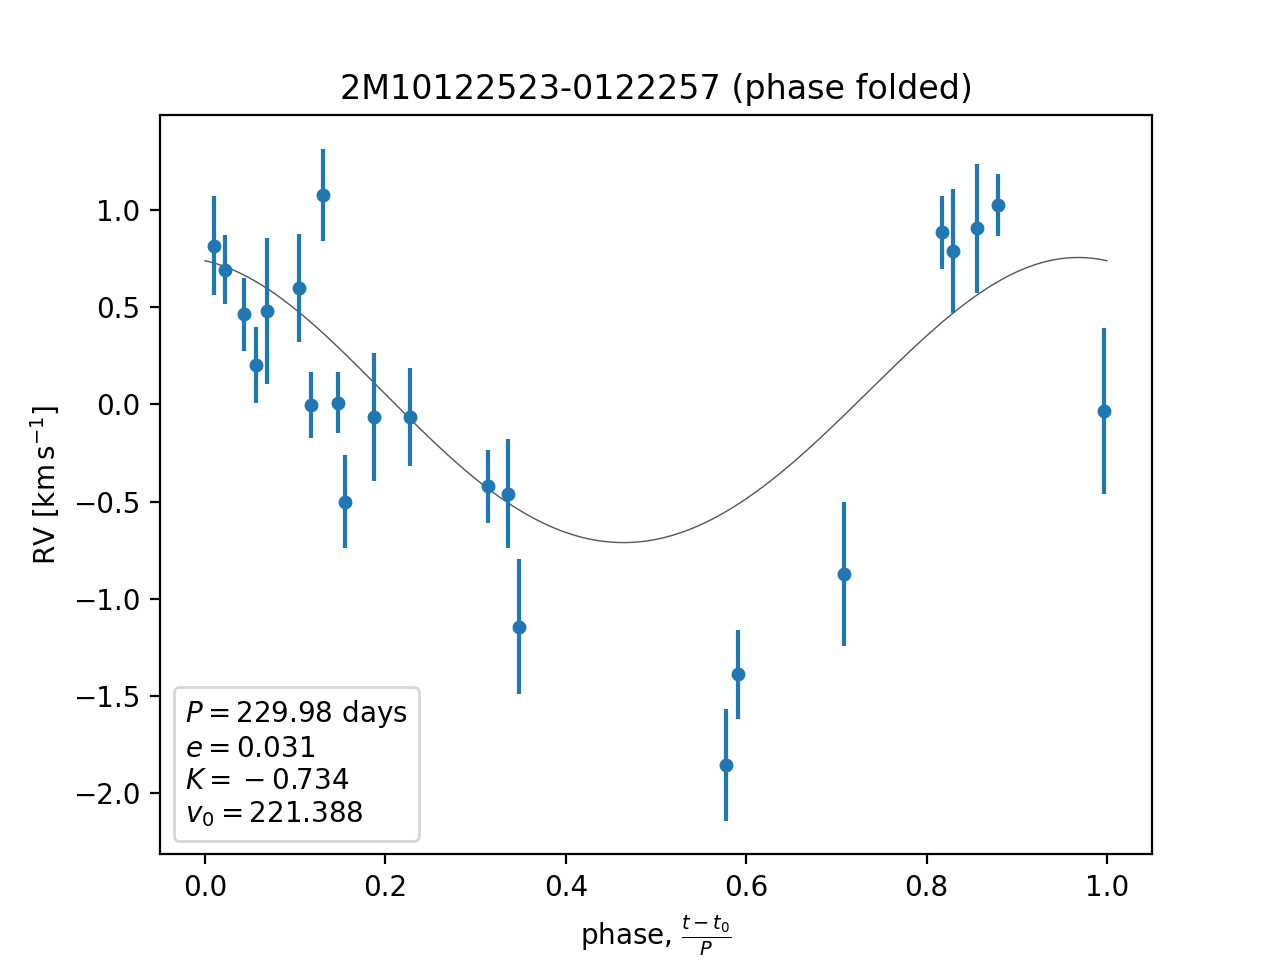 2M10122523-0122257 (phase folded)
1.0
0.5
0.0
−0.5
−1.0
−1.5
−2.0
RV [km s−1]
P = 229.98 days
e = 0.031
K = −0.734
v0 = 221.388
0.0 0.2 0.4 0.6 0.8 1.0
phase, t − t0 / P